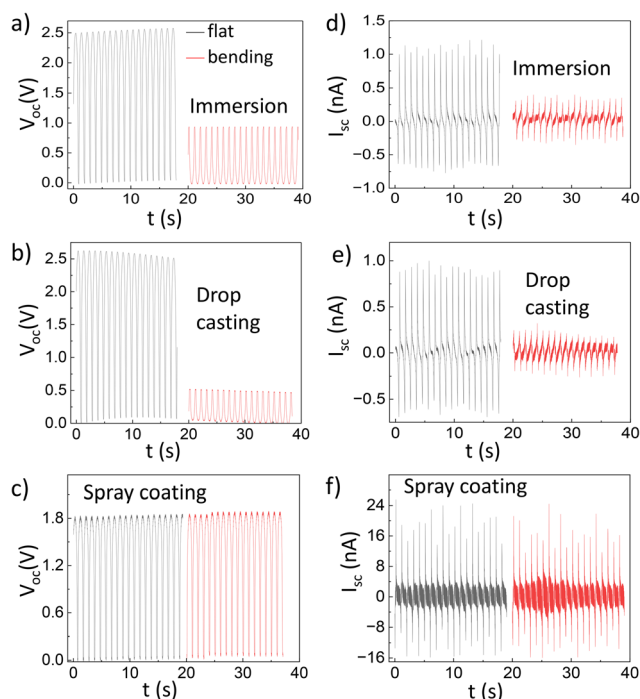 a)
2.5
2.0
1.5
1.0
0.5
0.0
Voc(V)
flat
bending
Immersion
0 10 20 30 40
t (s)
d)
1.5
1.0
0.5
0.0
−0.5
−1.0
Isc (nA)
Immersion
0 10 20 30 40
t (s)
b)
2.5
2.0
1.5
1.0
0.5
0.0
Voc(V)
Drop
casting
0 10 20 30 40
t (s)
e)
1.0
0.5
0.0
−0.5
Isc (nA)
Drop
casting
0 10 20 30 40
t (s)
c)
Spray coating
1.8
1.2
0.6
0.0
Voc(V)
0 10 20 30 40
t (s)
f)
Spray coating
24
16
8
0
−8
−16
Isc (nA)
0 10 20 30 40
t (s)